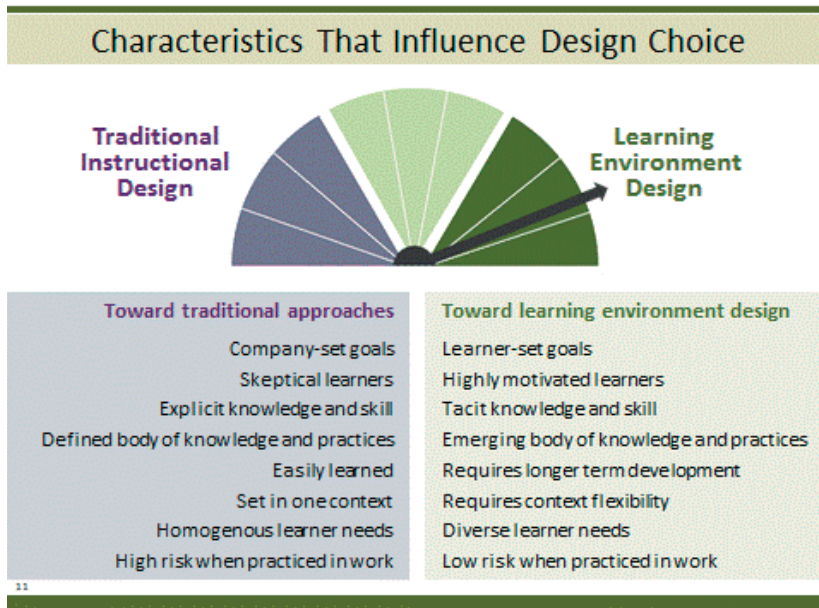 Characteristics That Influence Design Choice
Traditional
Instructional
Design
Learning
Environment
Design
Toward traditional approaches
Company-set goals
Skeptical learners
Explicit knowledge and skill
Defined body of knowledge and practices
Easily learned
Set in one context
Homogenous learner needs
High risk when practiced in work
Toward learning environment design
Learner-set goals
Highly motivated learners
Tacit knowledge and skill
Emerging body of knowledge and practices
Requires longer term development
Requires context flexibility
Diverse learner needs
Low risk when practiced in work
11